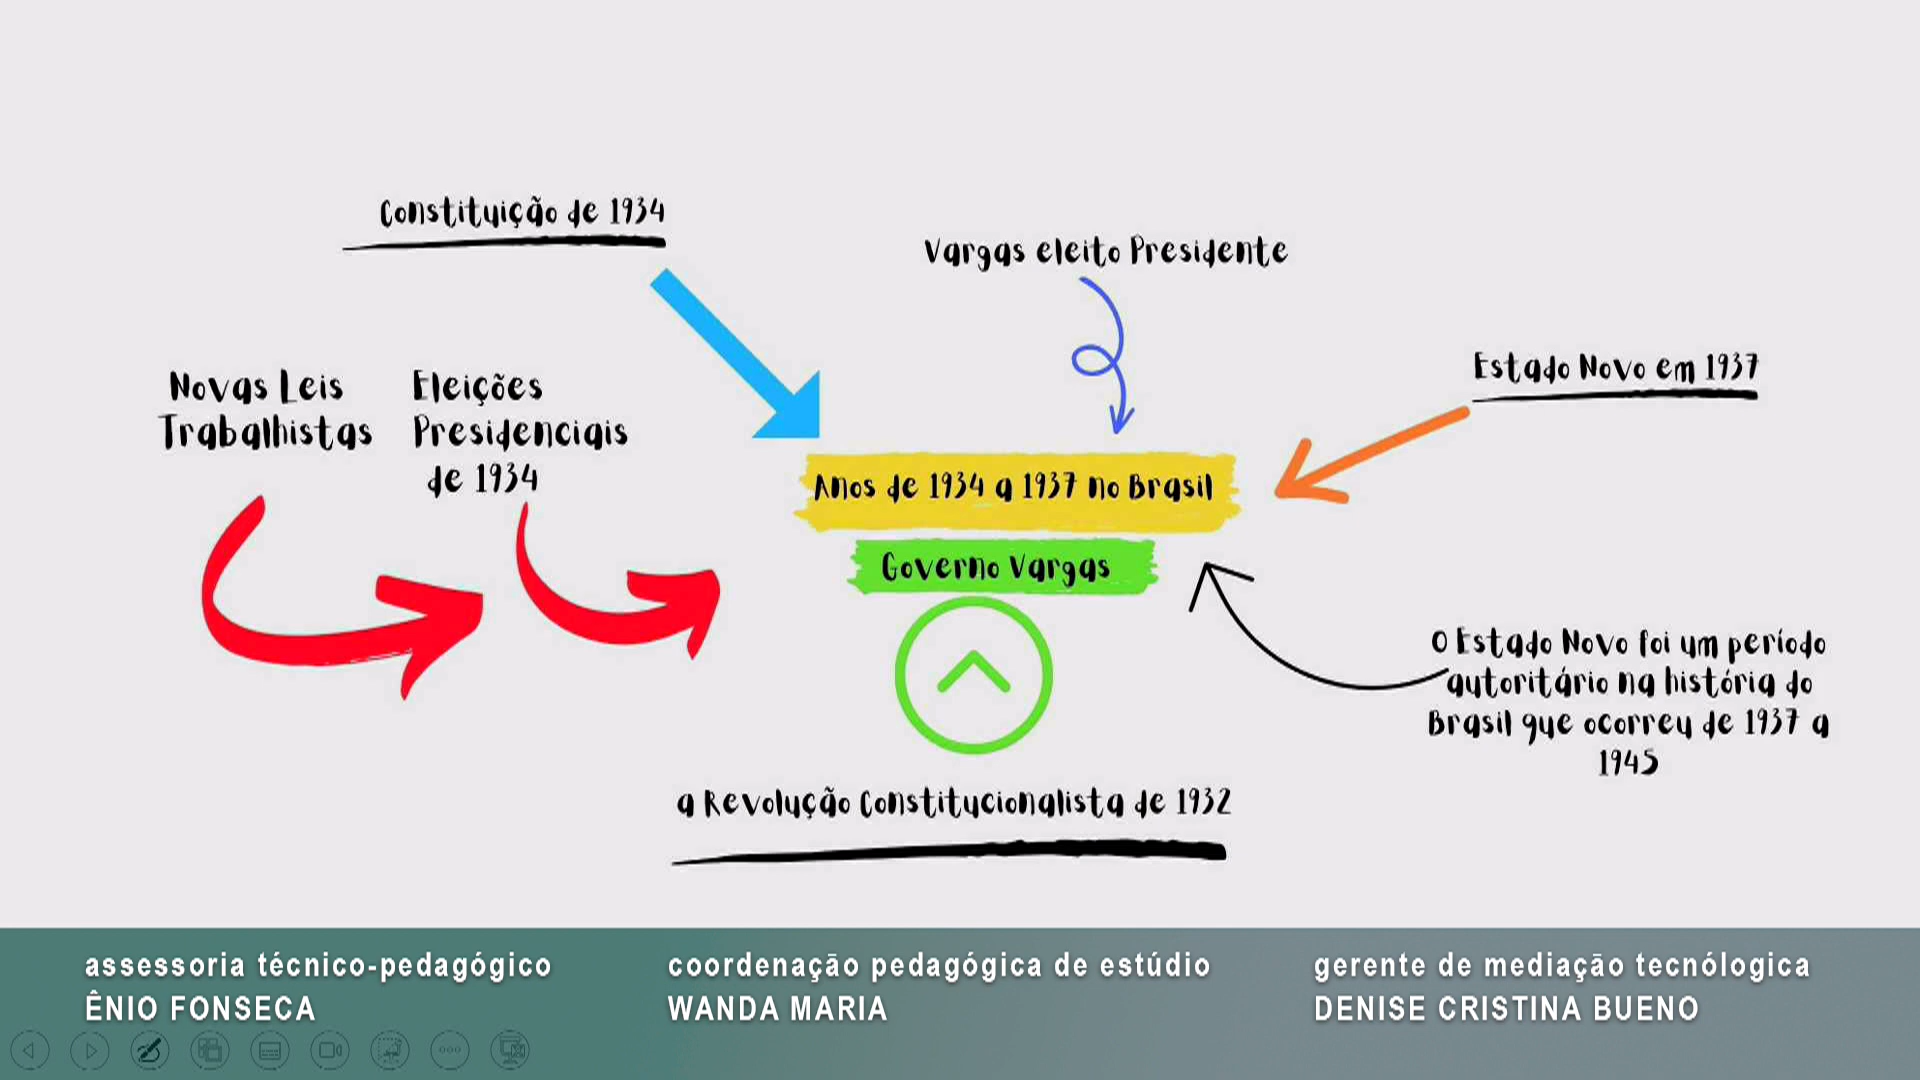 Constituição de 1934
Vargas eleito Presidente
Estado Novo em 1937
Novas Leis
Trabalhistas
Eleições
Presidenciais
de 1934
Anos de 1934 a 1937 no Brasil
Governo Vargas
O Estado Novo foi um período
autoritário na história do
Brasil que ocorreu de 1937 a
1945
a Revolução Constitucionalista de 1932
assessoria técnico-pedagógico
ÊNIO FONSECA
coordenação pedagógica de estúdio
WANDA MARIA
gerente de mediação tecnólogica
DENISE CRISTINA BUENO